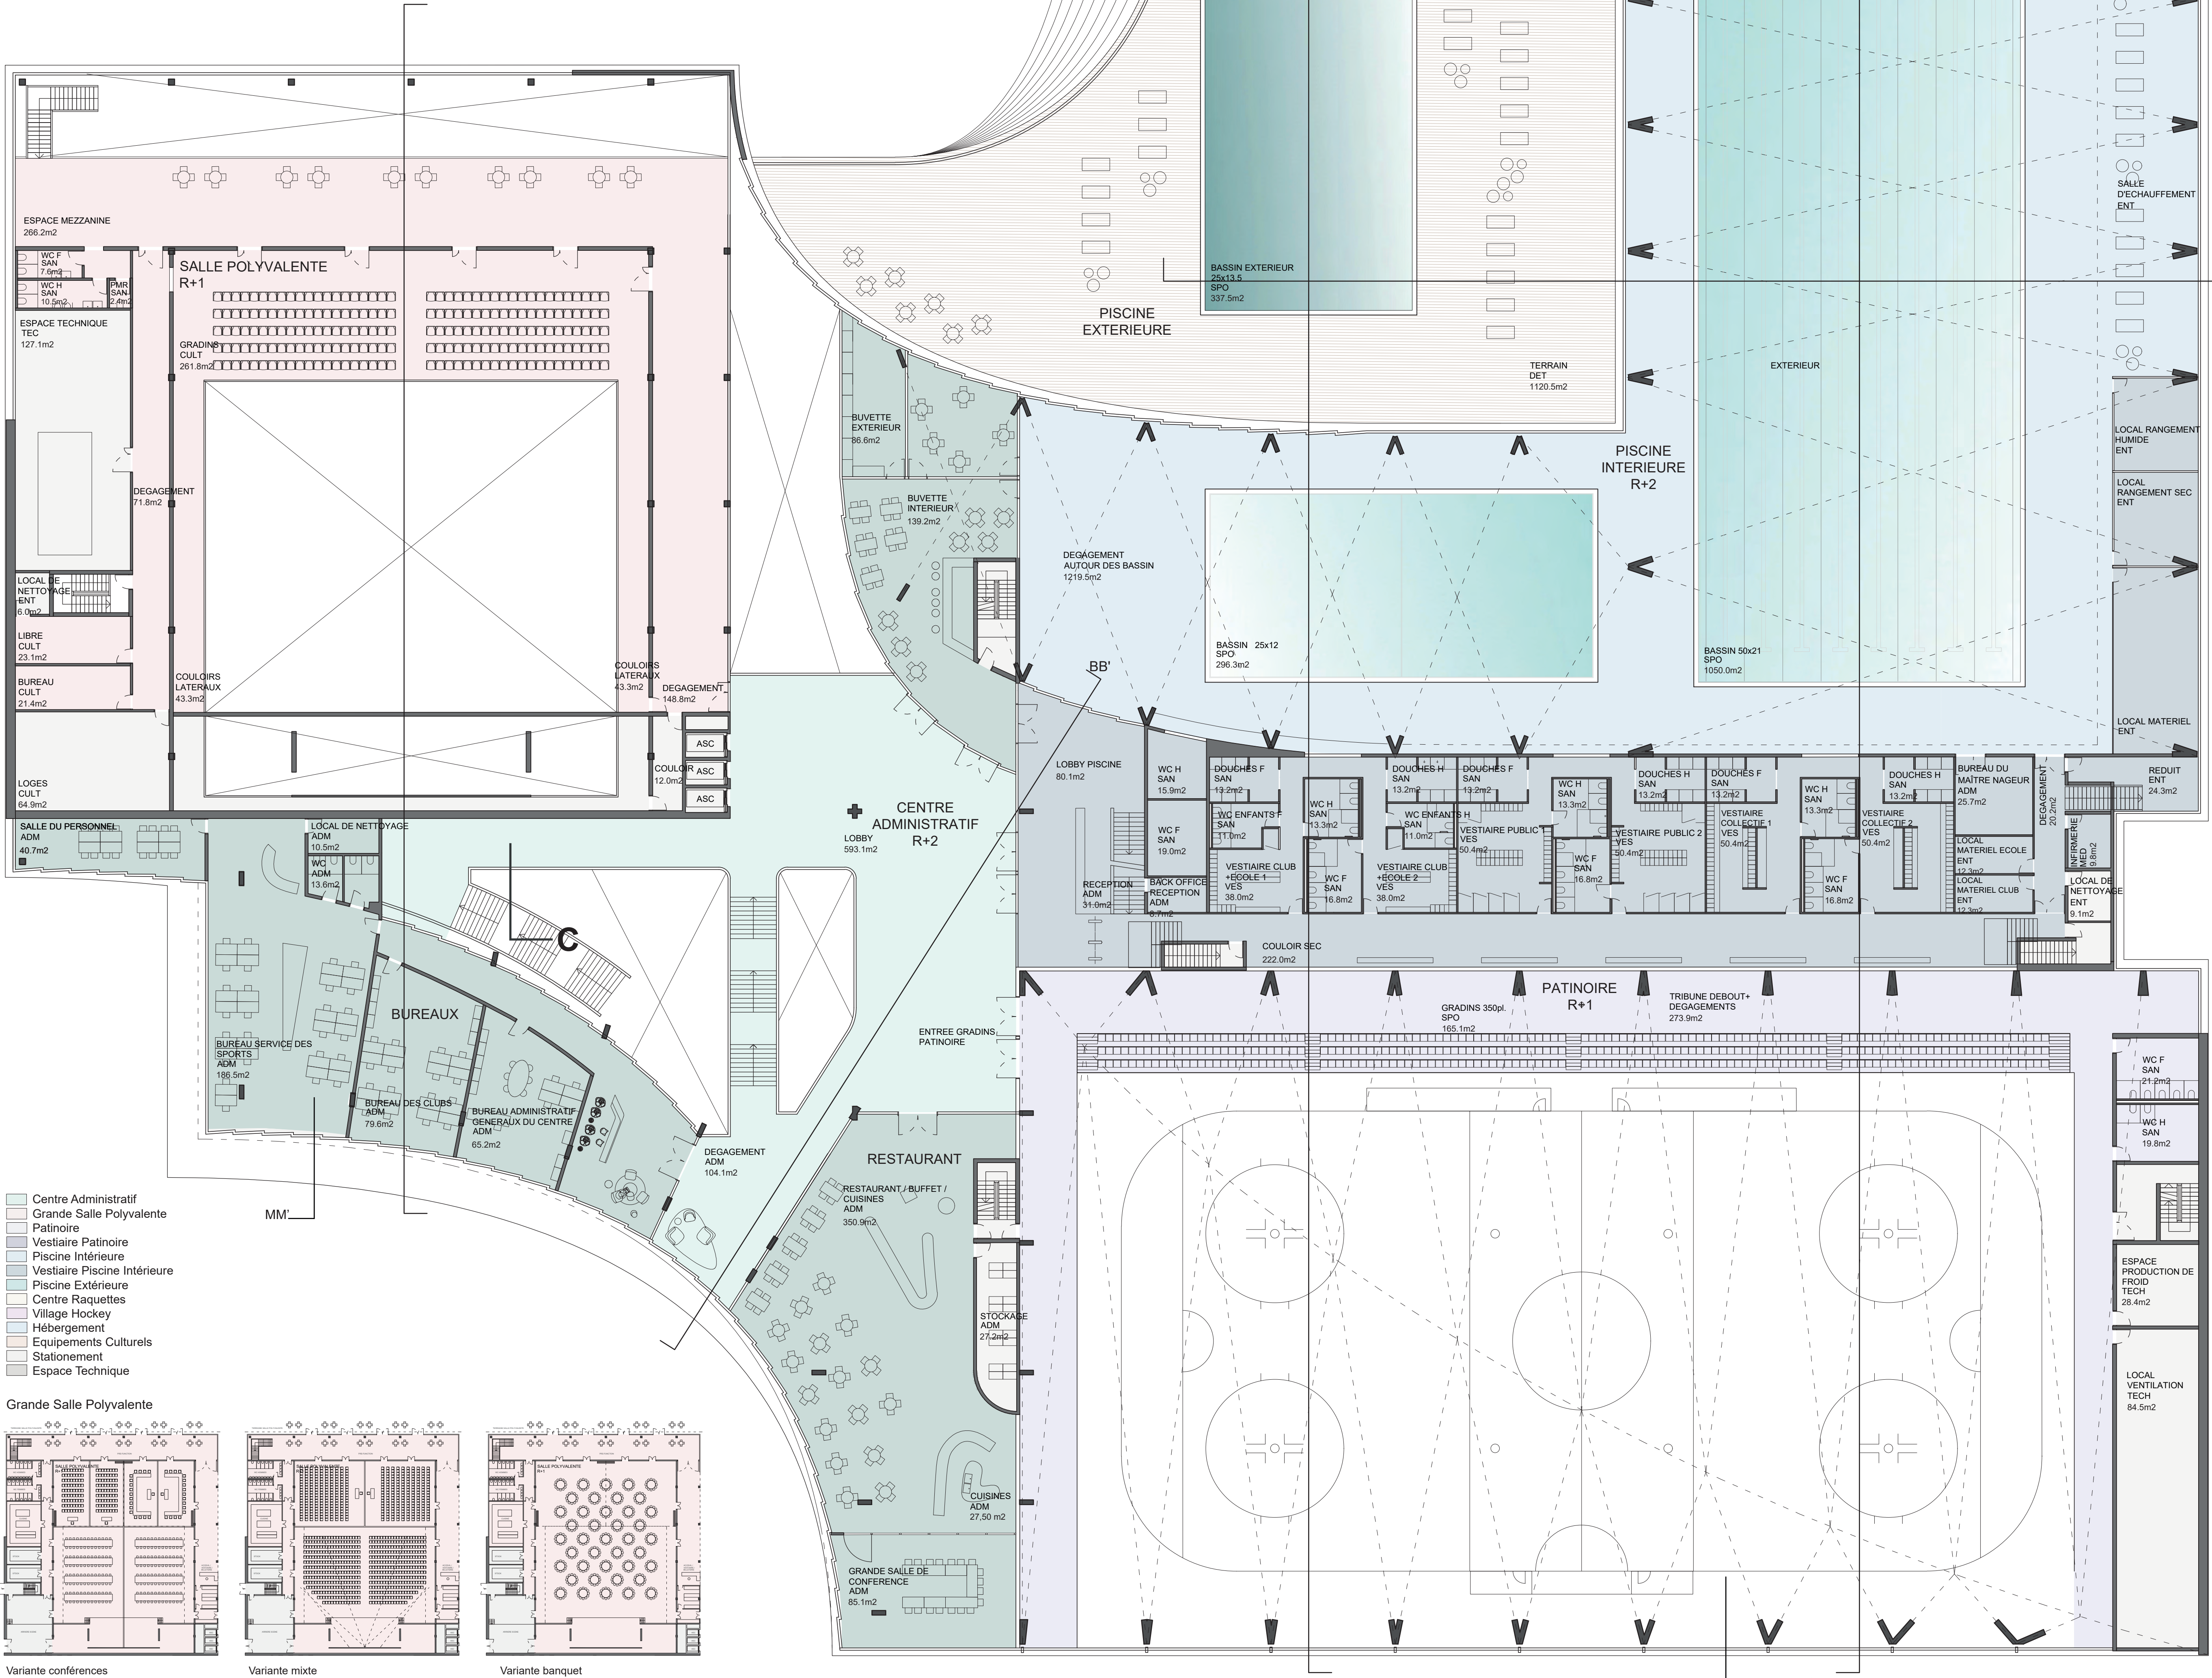 ESPACE MEZZANINE
266.2m2
WC F
SAN
7.6m2
WC H
SAN
10.5m2
PMR
SAN
2.4m2
SALLE POLYVALENTE
R+1
ESPACE TECHNIQUE
TEC
127.1m2
GRADINS
CULT
261.8m2
DEGAGEMENT
71.8m2
LOCAL DE
NETTOYAGE
ENT
6.0m2
LIBRE
CULT
23.1m2
BUREAU
CULT
21.4m2
COULOIRS
LATERAUX
43.3m2
COULOIRS
LATERAUX
43.3m2
DEGAGEMENT
148.8m2
LOGES
CULT
64.9m2
COULOIR
12.0m2
ASC
ASC
ASC
PISCINE
EXTERIEURE
BASSIN EXTERIEUR
25x13.5
SPO
337.5m2
TERRAIN
DET
1120.5m2
EXTERIEUR
SALLE
D'ECHAUFFEMENT
ENT
BUVETTE
EXTERIEUR
86.6m2
BUVETTE
INTERIEUR
139.2m2
PISCINE
INTERIEURE
R+2
LOCAL RANGEMENT
HUMIDE
ENT
LOCAL
RANGEMENT SEC
ENT
DEGAGEMENT
AUTOUR DES BASSIN
1219.5m2
BASSIN 25x12
SPO
296.3m2
BASSIN 50x21
SPO
1050.0m2
LOCAL MATERIEL
ENT
BB'
LOBBY PISCINE
80.1m2
WC H
SAN
15.9m2
WC F
SAN
19.0m2
RECEPTION
ADM
31.0m2
BACK OFFICE
RECEPTION
ADM
8.7m2
DOUCHES F
SAN
13.2m2
WC ENFANTS F
SAN
11.0m2
VESTIAIRE CLUB
+ECOLE 1
VES
38.0m2
WC H
SAN
13.3m2
WC F
SAN
16.8m2
DOUCHES H
SAN
13.2m2
WC ENFANTS H
SAN
11.0m2
VESTIAIRE CLUB
+ECOLE 2
VES
38.0m2
DOUCHES F
SAN
13.2m2
VESTIAIRE PUBLIC 1
VES
50.4m2
WC H
SAN
13.3m2
WC F
SAN
16.8m2
DOUCHES H
SAN
13.2m2
VESTIAIRE PUBLIC 2
VES
50.4m2
DOUCHES F
SAN
13.2m2
VESTIAIRE
COLLECTIF 1
VES
50.4m2
WC H
SAN
13.3m2
WC F
SAN
16.8m2
DOUCHES H
SAN
13.2m2
VESTIAIRE
COLLECTIF 2
VES
50.4m2
BUREAU DU
MAÎTRE NAGEUR
ADM
25.7m2
LOCAL
MATERIEL ECOLE
ENT
12.3m2
LOCAL
MATERIEL CLUB
ENT
12.3m2
DEGAGEMENT
20.2m2
REDUIT
ENT
24.3m2
INFIRMERIE
MED
9.8m2
LOCAL DE
NETTOYAGE
ENT
9.1m2
COULOIR SEC
222.0m2
CENTRE
ADMINISTRATIF
R+2
LOBBY
593.1m2
SALLE DU PERSONNEL
ADM
40.7m2
LOCAL DE NETTOYAGE
ADM
10.5m2
WC
ADM
13.6m2
C
BUREAUX
BUREAU SERVICE DES
SPORTS
ADM
186.5m2
BUREAU DES CLUBS
ADM
79.6m2
BUREAU ADMINISTRATIF
GENERAUX DU CENTRE
ADM
65.2m2
DEGAGEMENT
ADM
104.1m2
ENTREE GRADINS
PATINOIRE
PATINOIRE
R+1
GRADINS 350pl.
SPO
165.1m2
TRIBUNE DEBOUT+
DEGAGEMENTS
273.9m2
WC F
SAN
21.2m2
WC H
SAN
19.8m2
ESPACE
PRODUCTION DE
FROID
TECH
28.4m2
LOCAL
VENTILATION
TECH
84.5m2
RESTAURANT
RESTAURANT / BUFFET /
CUISINES
ADM
350.9m2
STOCKAGE
ADM
27.2m2
CUISINES
ADM
27,50 m2
GRANDE SALLE DE
CONFERENCE
ADM
85.1m2
MM'
Centre Administratif
Grande Salle Polyvalente
Patinoire
Vestiaire Patinoire
Piscine Intérieure
Vestiaire Piscine Intérieure
Piscine Extérieure
Centre Raquettes
Village Hockey
Hébergement
Equipements Culturels
Stationement
Espace Technique
Grande Salle Polyvalente
SALLE POLYVALENTE
R+1
SALLE POLYVALENTE
R+1
SALLE POLYVALENTE
R+1
Variante conférences
Variante mixte
Variante banquet